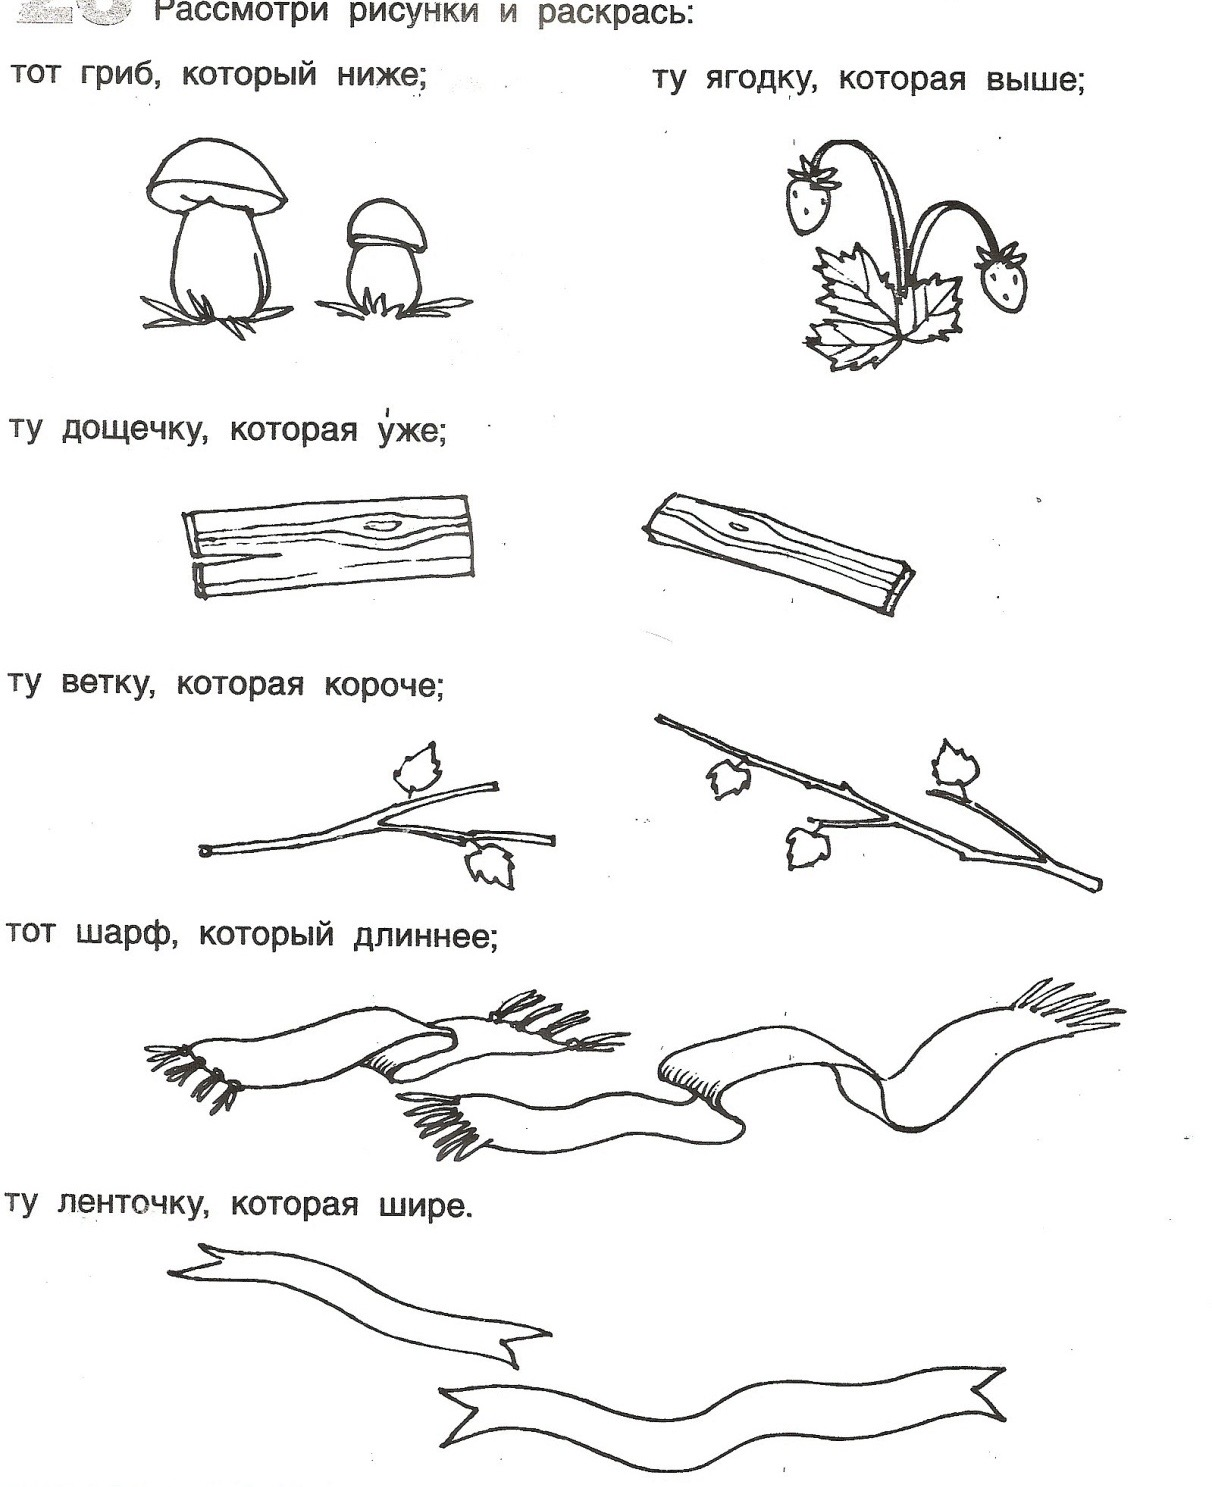 Рассмотри рисунки и раскрась:
тот гриб, который ниже;
ту ягодку, которая выше;
ту дощечку, которая у́же;
ту ветку, которая короче;
тот шарф, который длиннее;
ту ленточку, которая шире.